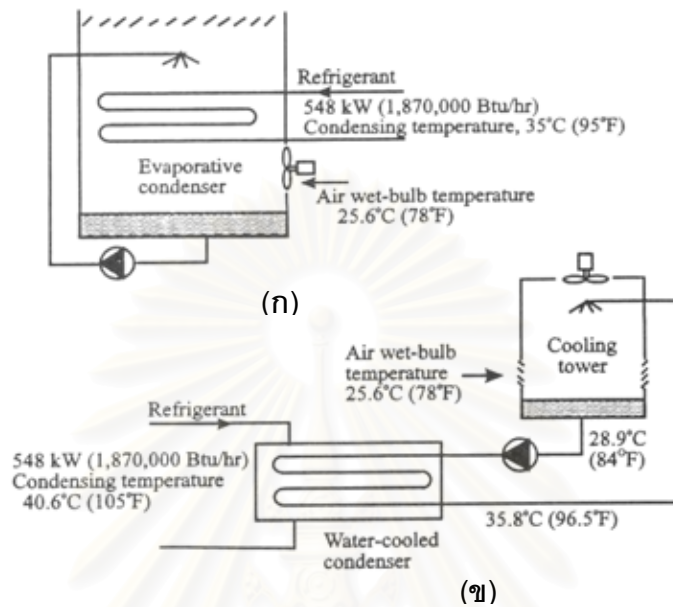 Refrigerant
548 kW (1,870,000 Btu/hr)
Condensing temperature, 35°C (95°F)
Evaporative
condenser
Air wet-bulb temperature
25.6°C (78°F)
(ก)
Air wet-bulb
temperature
25.6°C (78°F)
Cooling
tower
28.9°C
(84°F)
Refrigerant
548 kW (1,870,000 Btu/hr)
Condensing temperature
40.6°C (105°F)
35.8°C (96.5°F)
Water-cooled
condenser
(ข)